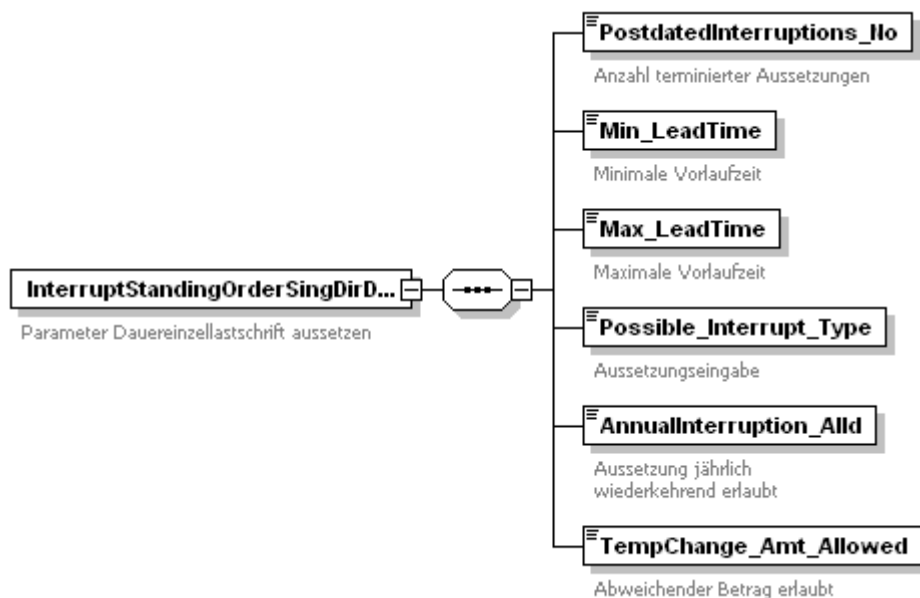 PostdatedInterruptions_No
Anzahl terminierter Aussetzungen
Min_LeadTime
Minimale Vorlaufzeit
Max_LeadTime
Maximale Vorlaufzeit
InterruptStandingOrderSingDirD...
Parameter Dauereinzellastschrift aussetzen
Possible_Interrupt_Type
Aussetzungseingabe
AnnualInterruption_Alld
Aussetzung jährlich
wiederkehrend erlaubt
TempChange_Amt_Allowed
Abweichender Betrag erlaubt